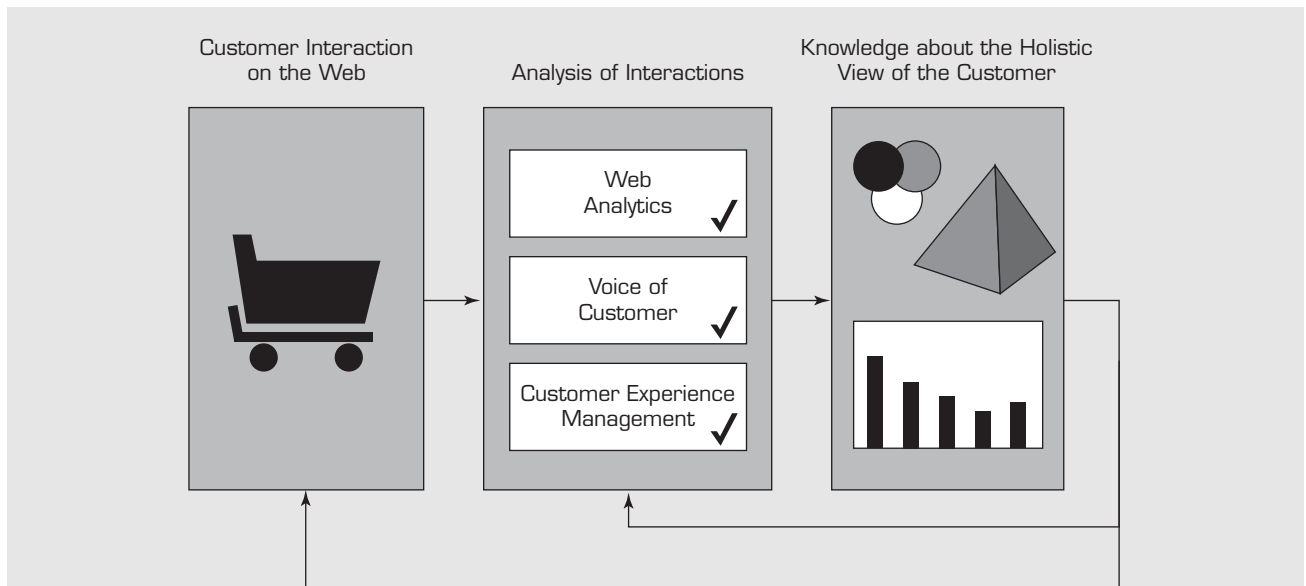 Customer Interaction
on the Web
Analysis of Interactions
Knowledge about the Holistic
View of the Customer
Web
Analytics
Voice of
Customer
Customer Experience
Management